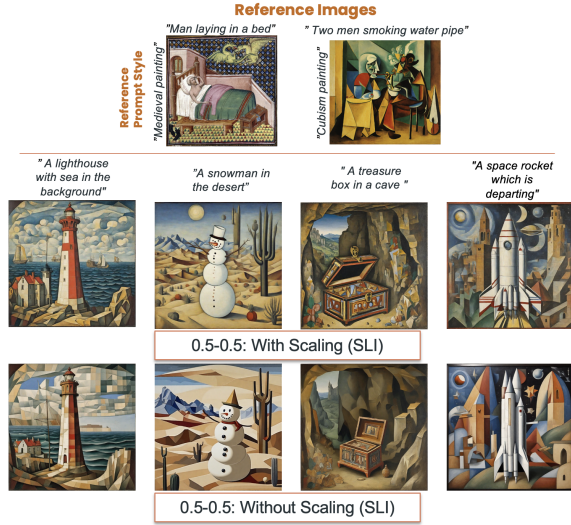 Reference Images
"Man laying in a bed"
" Two men smoking water pipe"
Reference
Prompt Style
"Medieval painting"
"Cubism painting"
" A lighthouse
with sea in the
background"
"A snowman in
the desert"
" A treasure
box in a cave "
"A space rocket
which is
departing"
0.5-0.5: With Scaling (SLI)
0.5-0.5: Without Scaling (SLI)